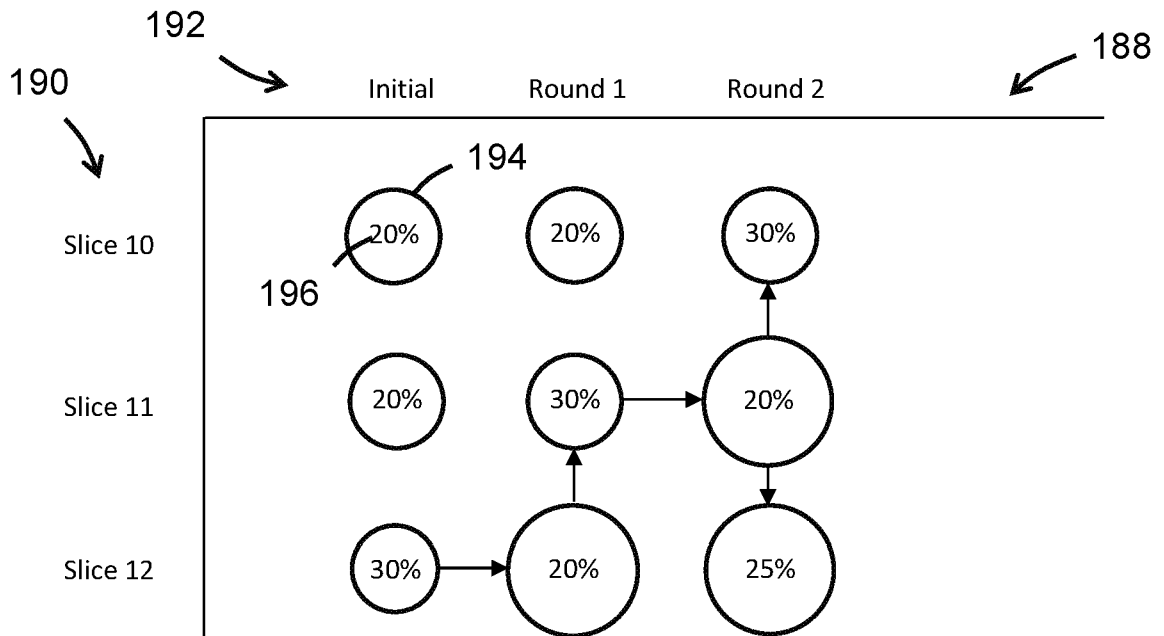 192
188
190
Initial Round 1 Round 2
194
Slice 10 20% 20% 30%
196
Slice 11 20% 30% 20%
Slice 12 30% 20% 25%